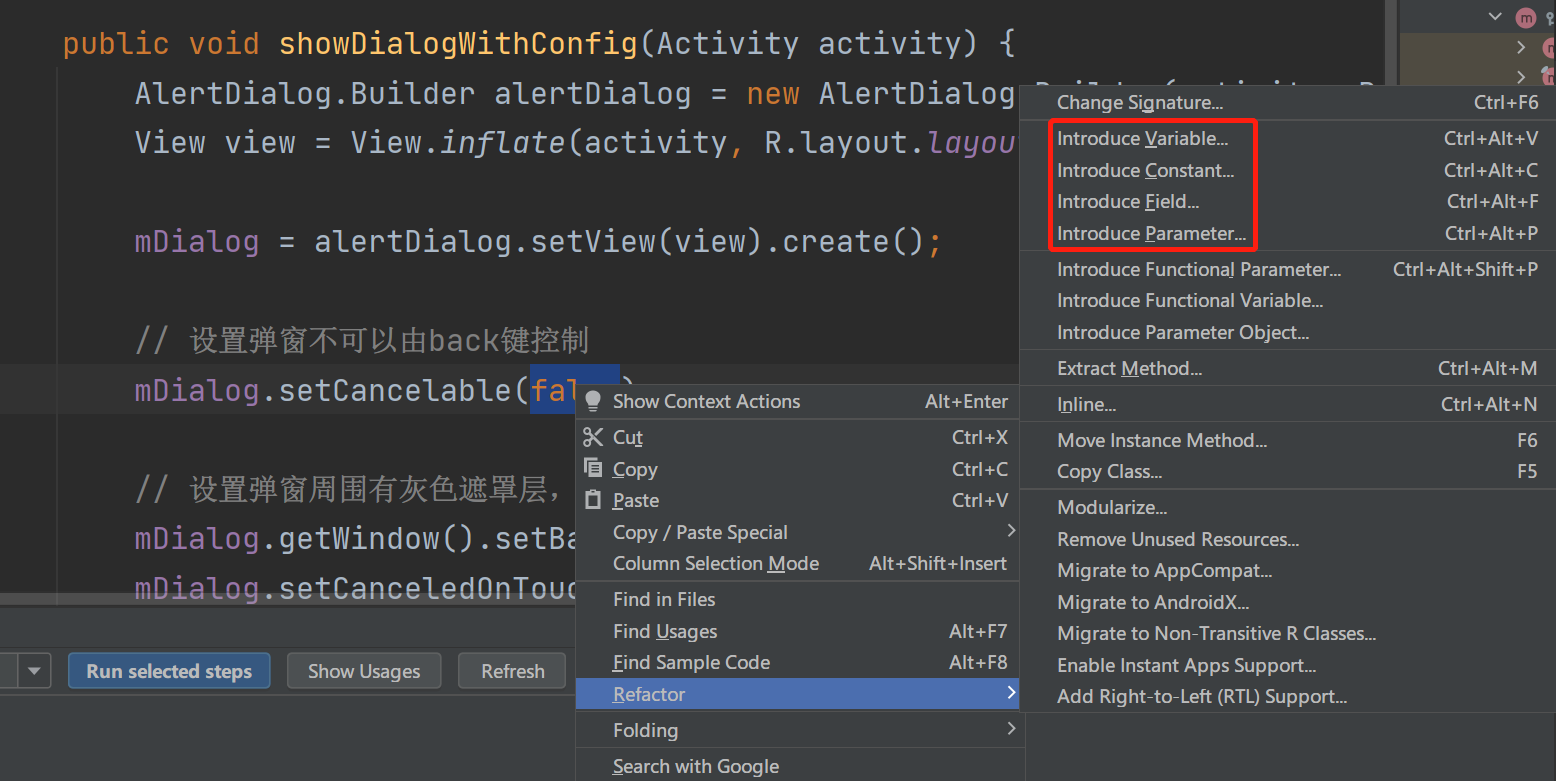 public void showDialogWithConfig(Activity activity) {
AlertDialog.Builder alertDialog = new AlertDialog
View view = View.inflate(activity, R.layout.layou
mDialog = alertDialog.setView(view).create();
// 设置弹窗不可以由back键控制
mDialog.setCancelable(fal
// 设置弹窗周围有灰色遮罩层，
mDialog.getWindow().setBa
mDialog.setCanceledOnTouc
Run selected steps
Show Usages
Refresh
Show Context Actions Alt+Enter
Cut Ctrl+X
Copy Ctrl+C
Paste Ctrl+V
Copy / Paste Special
Column Selection Mode Alt+Shift+Insert
Find in Files
Find Usages Alt+F7
Find Sample Code Alt+F8
Refactor
Folding
Search with Google
Change Signature... Ctrl+F6
Introduce Variable... Ctrl+Alt+V
Introduce Constant... Ctrl+Alt+C
Introduce Field... Ctrl+Alt+F
Introduce Parameter... Ctrl+Alt+P
Introduce Functional Parameter... Ctrl+Alt+Shift+P
Introduce Functional Variable...
Introduce Parameter Object...
Extract Method... Ctrl+Alt+M
Inline... Ctrl+Alt+N
Move Instance Method... F6
Copy Class... F5
Modularize...
Remove Unused Resources...
Migrate to AppCompat...
Migrate to AndroidX...
Migrate to Non-Transitive R Classes...
Enable Instant Apps Support...
Add Right-to-Left (RTL) Support...
m